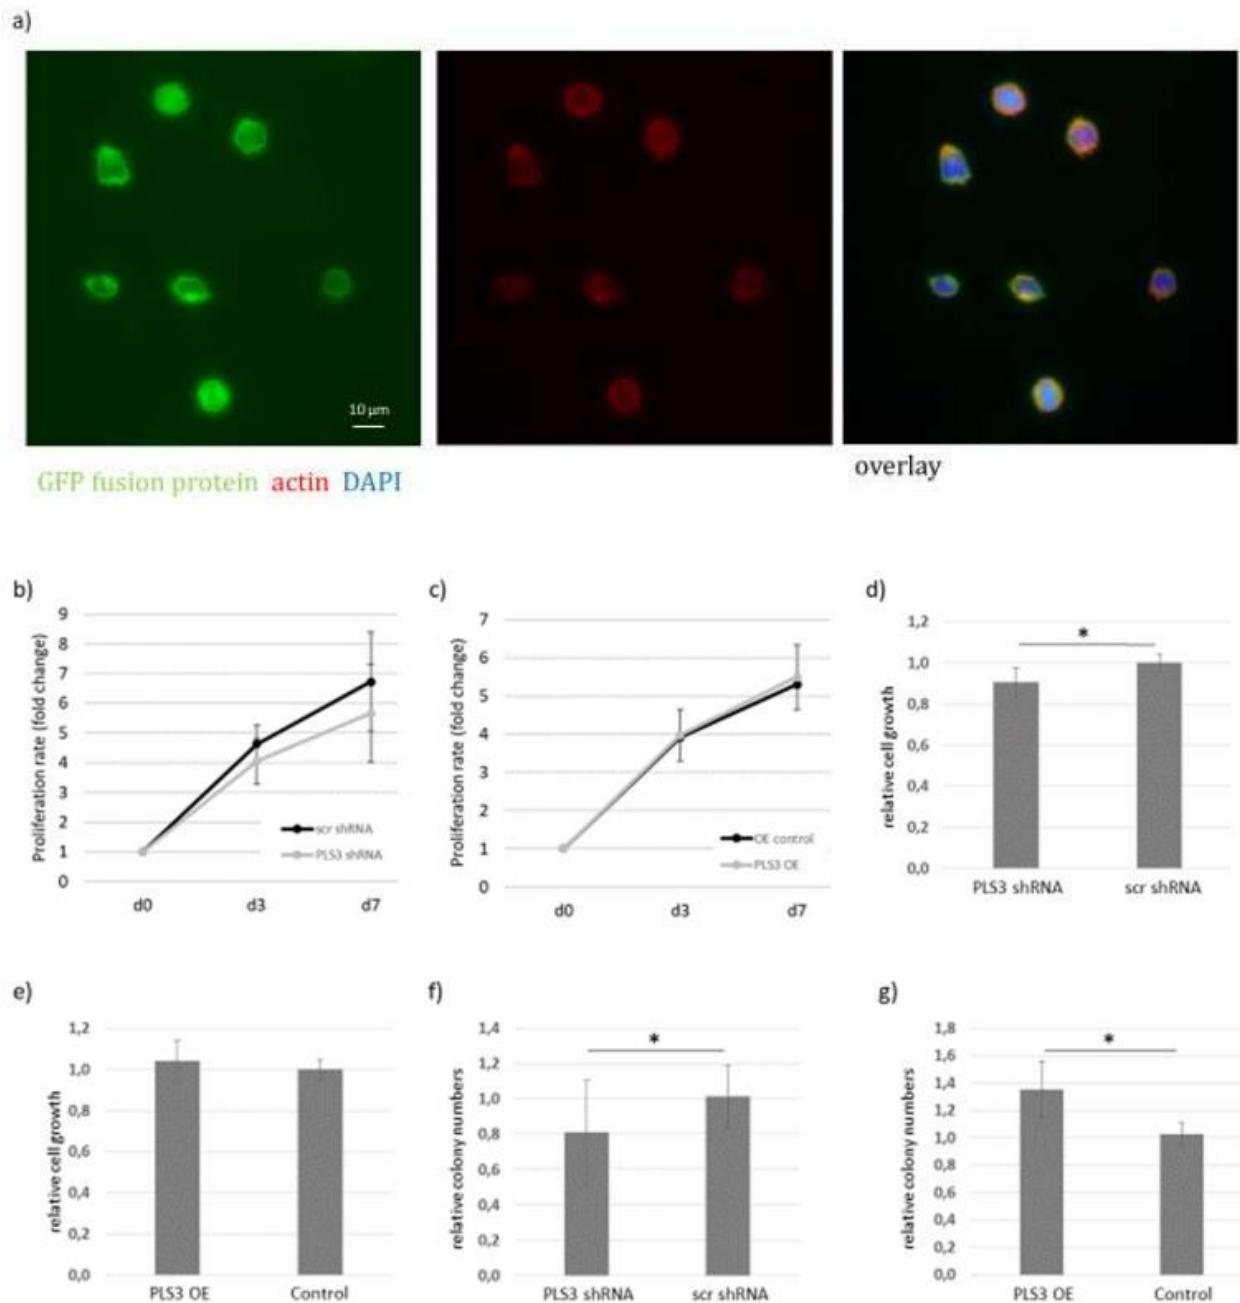 a)
10 µm
GFP fusion protein actin DAPI
overlay
b)
Proliferation rate (fold change)
9
8
7
6
5
4
3
2
1
0
scr shRNA
PLS3 shRNA
d0 d3 d7
c)
Proliferation rate (fold change)
7
6
5
4
3
2
1
0
OE control
PLS3 OE
d0 d3 d7
d)
relative cell growth
1,2
1,0
0,8
0,6
0,4
0,2
0,0
*
PLS3 shRNA scr shRNA
e)
relative cell growth
1,2
1,0
0,8
0,6
0,4
0,2
0,0
PLS3 OE Control
f)
relative colony numbers
1,4
1,2
1,0
0,8
0,6
0,4
0,2
0,0
*
PLS3 shRNA scr shRNA
g)
relative colony numbers
1,8
1,6
1,4
1,2
1,0
0,8
0,6
0,4
0,2
0,0
*
PLS3 OE Control